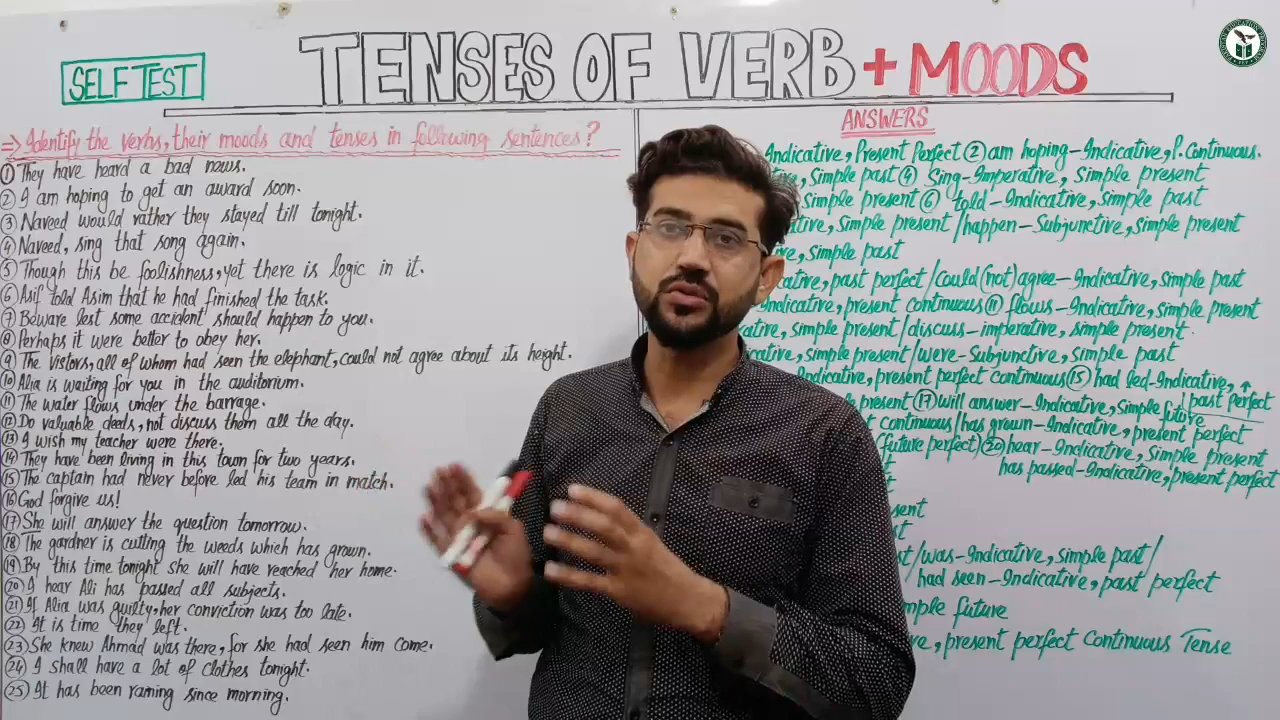 SELF TEST
TENSES OF VERB + MOODS
⇒ Identify the verbs, their moods and tenses in following sentences?
① They have heard a bad news.
② I am hoping to get an award soon.
③ Naveed would rather they stayed till tonight.
④ Naveed, sing that song again.
⑤ Though this be foolishness, yet there is logic in it.
⑥ Asif told Asim that he had finished the task.
⑦ Beware lest some accident should happen to you.
⑧ Perhaps it were better to obey her.
⑨ The vistors, all of whom had seen the elephant, could not agree about its height.
⑩ Alia is waiting for you in the auditorium.
⑪ The water flows under the barrage.
⑫ Do valuable deeds, not discuss them all the day.
⑬ I wish my teacher were there.
⑭ They have been living in this town for two years.
⑮ The captain had never before led his team in match.
⑯ God forgive us!
⑰ She will answer the question tomorrow.
⑱ The gardner is cutting the weeds which has grown.
⑲ By this time tonight she will have reached her home.
⑳ I hear Ali has passed all subjects.
㉑ If Alia was guilty, her conviction was too late.
㉒ It is time they left.
㉓ She knew Ahmad was there, for she had seen him come.
㉔ I shall have a lot of clothes tonight.
㉕ It has been raining since morning.
ANSWERS
Indicative, Present Perfect ② am hoping - Indicative, P. Continuous.
, Simple past ④ Sing - Imperative, Simple present
simple present ⑥ told - Indicative, simple past
, simple present / happen - Subjunctive, simple present
, simple past
, past perfect / could (not) agree - Indicative, simple past
Indicative, present continuous ⑪ flows - Indicative, simple present
, simple present / discuss - imperative, simple present.
, simple present / were - Subjunctive, simple past
Indicative, present perfect continuous ⑮ had led - Indicative, ↑
past perfect
present ⑰ will answer - Indicative, Simple future
continuous / has grown - Indicative, present perfect
(future perfect) ⑳ hear - Indicative, Simple present
has passed - Indicative, present perfect
/ was - Indicative, simple past /
had seen - Indicative, past perfect
future
, present perfect Continuous Tense